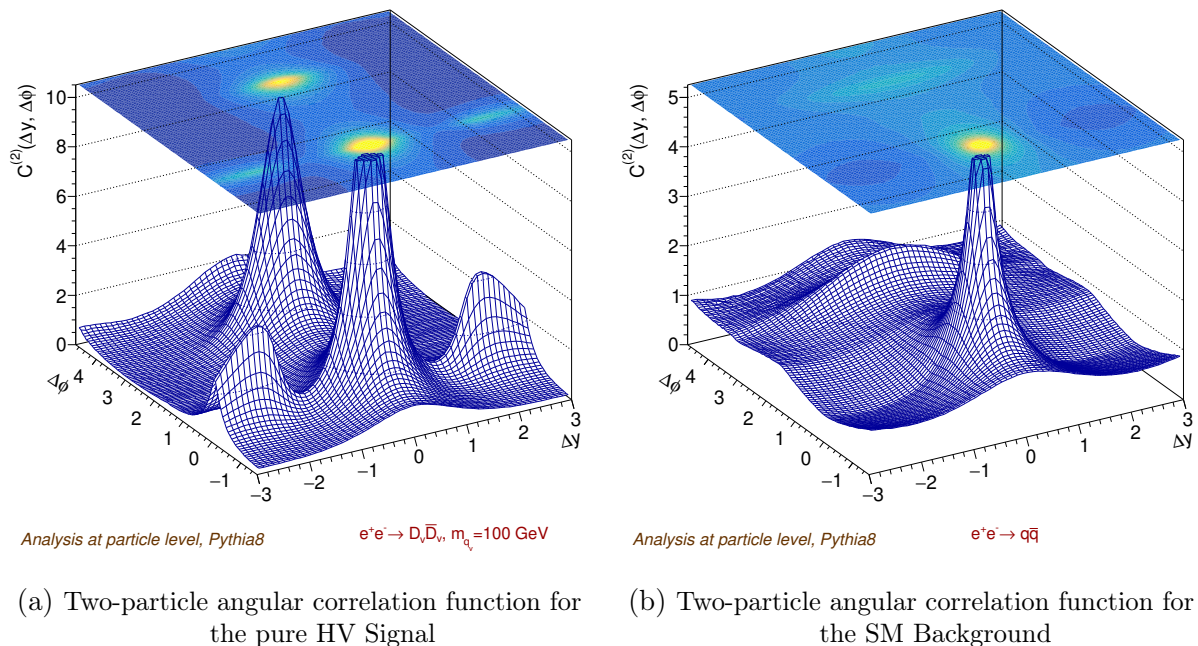 C(2)(Δy, Δϕ)
10
8
6
4
2
0
Δϕ
4
3
2
1
0
−1
−3
−2
−1
0
1
2
3
Δy
Analysis at particle level, Pythia8
e+e-→ DvD̅v, mqv=100 GeV
(a) Two-particle angular correlation function for
the pure HV Signal
C(2)(Δy, Δϕ)
5
4
3
2
1
0
Δϕ
4
3
2
1
0
−1
−3
−2
−1
0
1
2
3
Δy
Analysis at particle level, Pythia8
e+e-→ qq̅
(b) Two-particle angular correlation function for
the SM Background